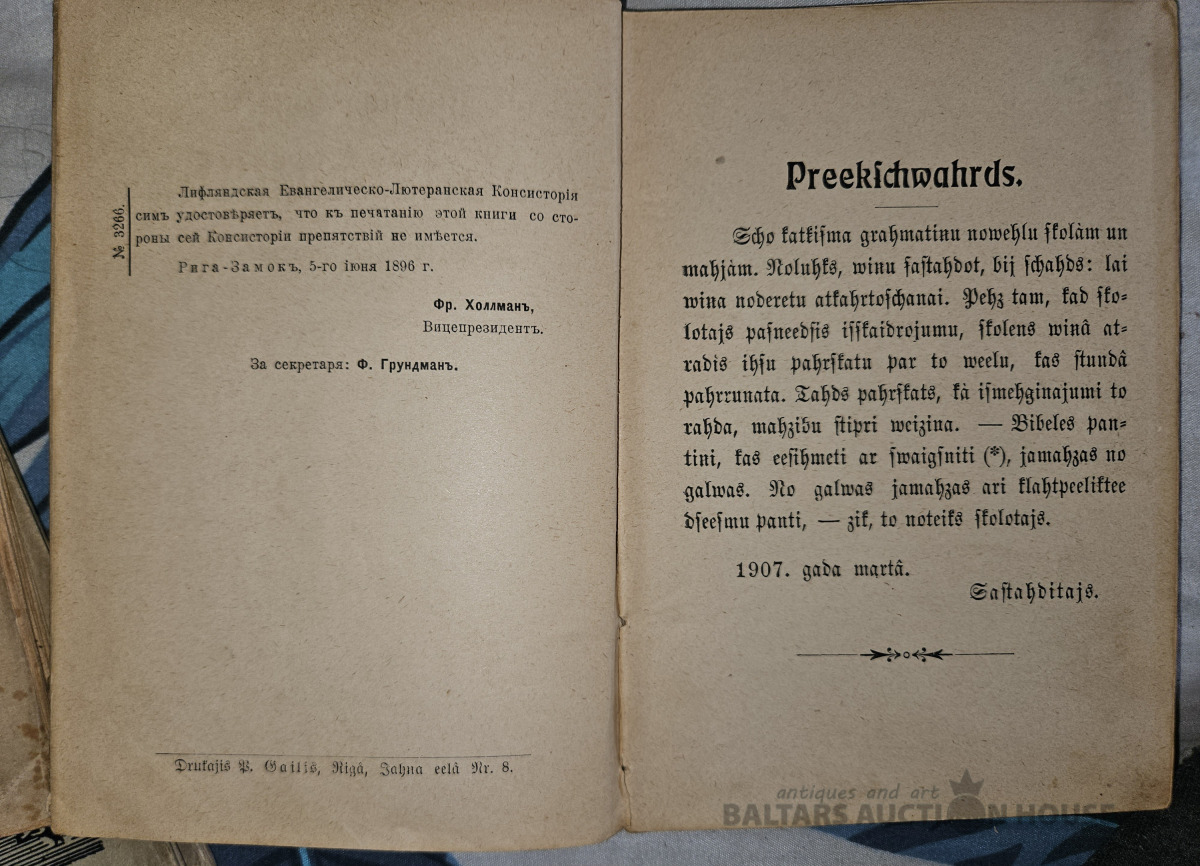 № 3266.
Лифляндская Евангелическо-Лютеранская Консисторія
симъ удостовѣряетъ, что къ печатанію этой книги со сто-
роны сей Консисторіи препятствій не имѣется.
Рига-Замокъ, 5-го іюня 1896 г.
Фр. Холлманъ,
Вицепрезидентъ.
За секретаря: Ф. Грундманъ.
Drukajis P. Gailis, Rigâ, Jahna eelâ Nr. 8.
Preekſchwahrds.
Scho katkiſma grahmatinu nowehlu ſkolàm un
mahjàm. Noluhks, winu ſaſtahdot, bij ſchahds: lai
wina noderetu atkahrtoſchanai. Pehz tam, kad ſko-
lotajs paſneedſis iſſkaidrojumu, ſkolens winâ at-
radis ihſu pahrſkatu par to weelu, kas ſtundâ
pahrrunata. Tahds pahrſkats, kà iſmehginajumi to
rahda, mahzibu ſtipri weizina. — Bibeles pan-
tini, kas eeſihmeti ar ſwaigſniti (*), jamahzas no
galwas. No galwas jamahzas ari klahtpeeliktee
dſeeſmu panti, — zik, to noteiks ſkolotajs.
1907. gada martâ.
Saſtahditajs.
antiques and art
BALTARS AUCTION HOUSE